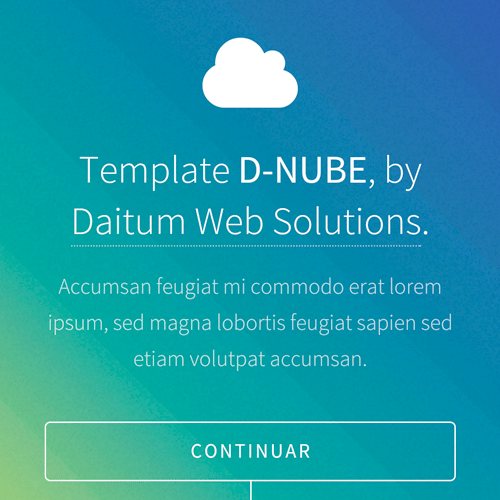 Template D-NUBE, by
Daitum Web Solutions.
Accumsan feugiat mi commodo erat lorem
ipsum, sed magna lobortis feugiat sapien sed
etiam volutpat accumsan.
CONTINUAR